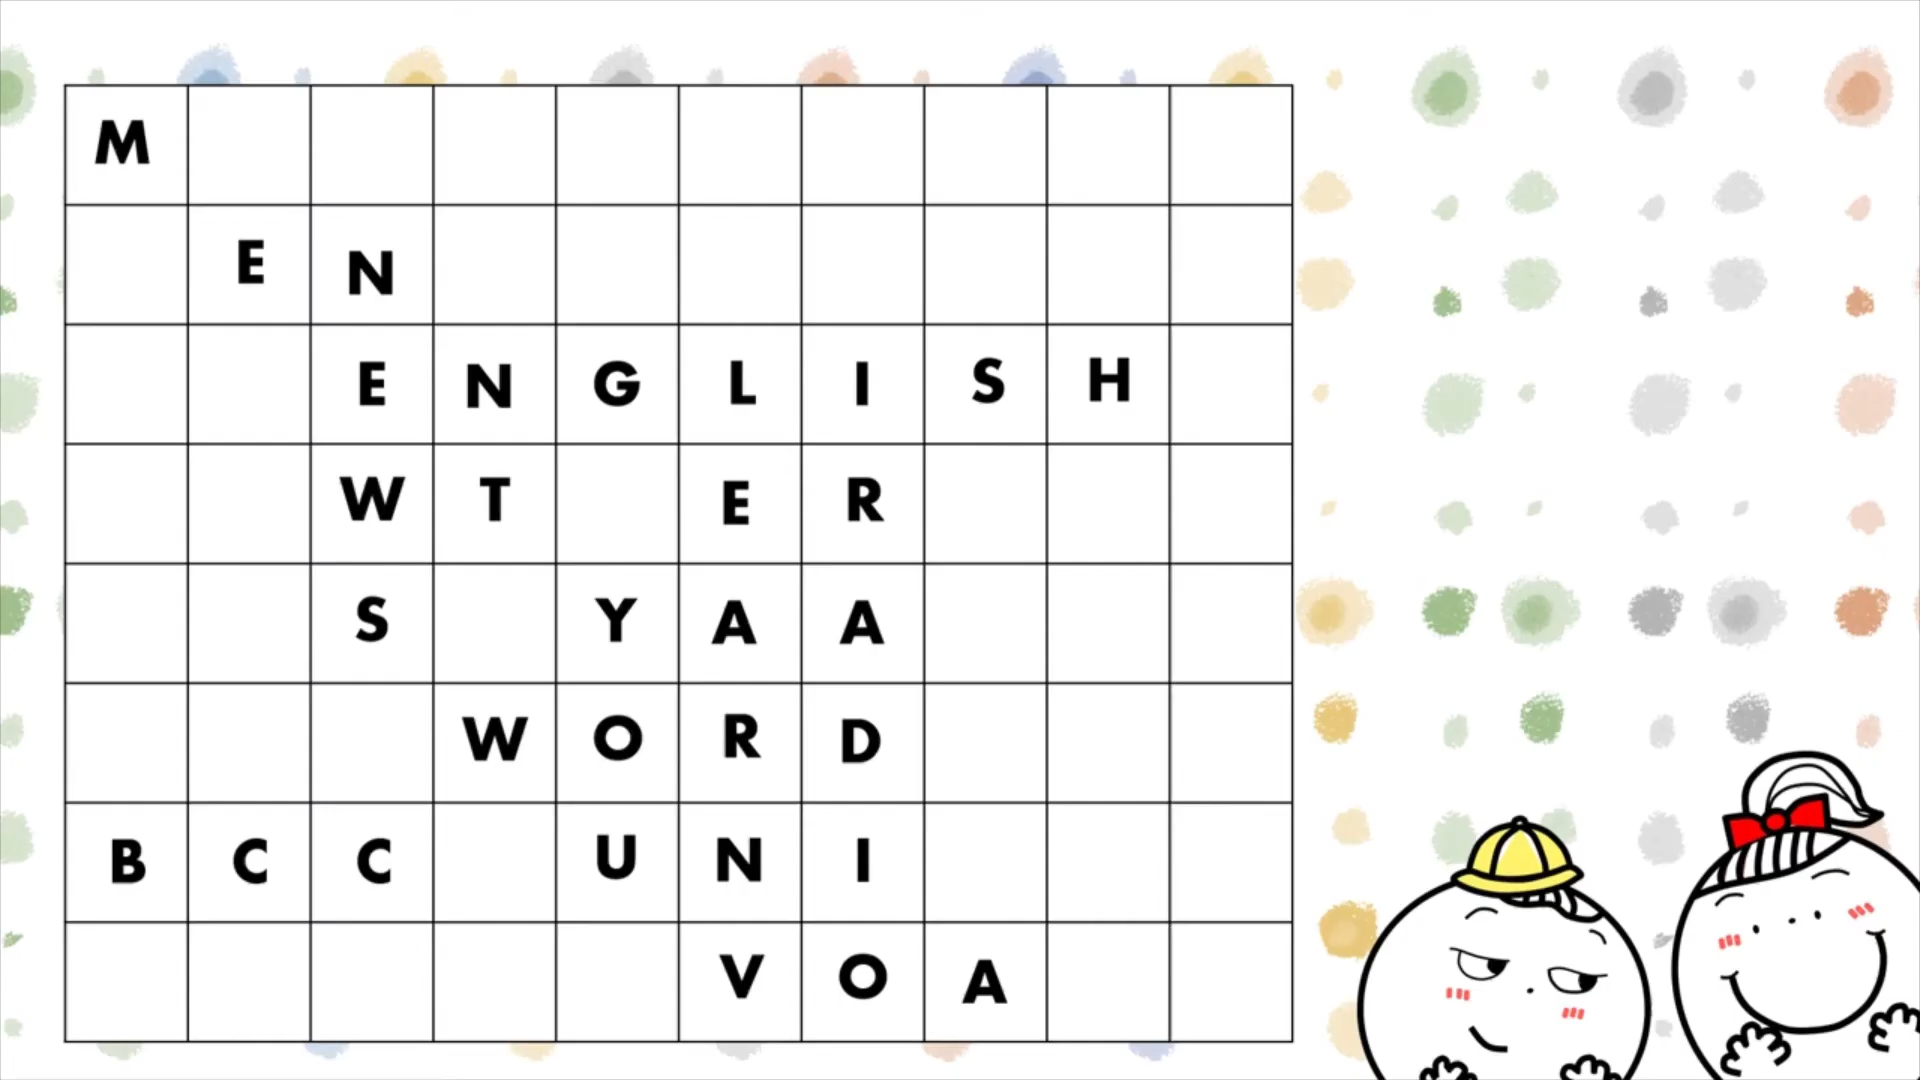 M
E N
E N G L I S H
W T E R
S Y A A
W O R D
B C C U N I
V O A